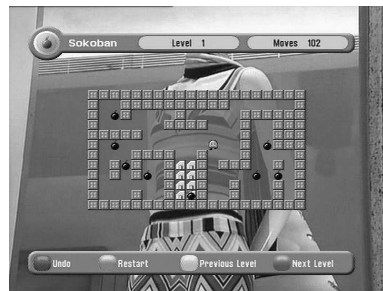 Sokoban
Level 1
Moves 102
Undo
Restart
Previous Level
Next Level